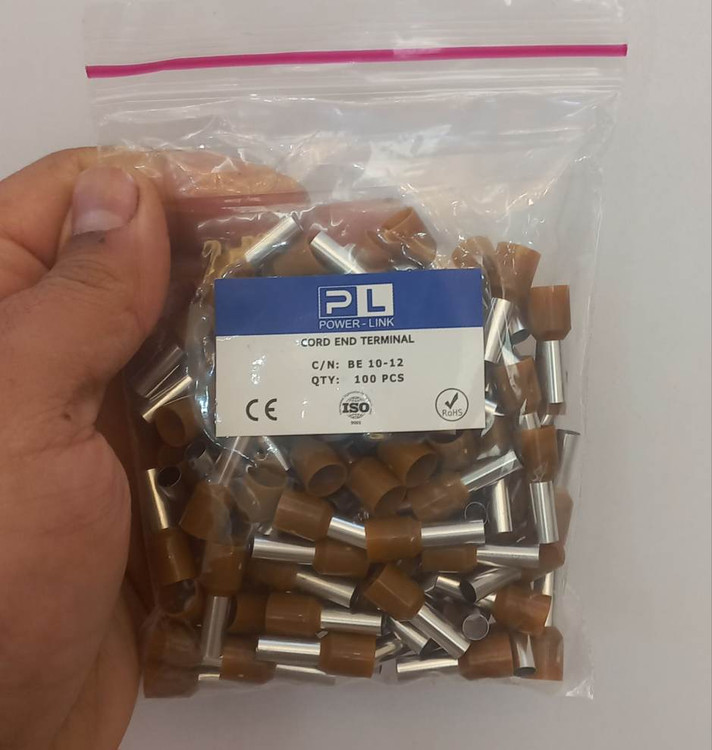 PL
POWER-LINK
CORD END TERMINAL
C/N: BE 10-12
QTY: 100 PCS
CE
ISO
RoHS